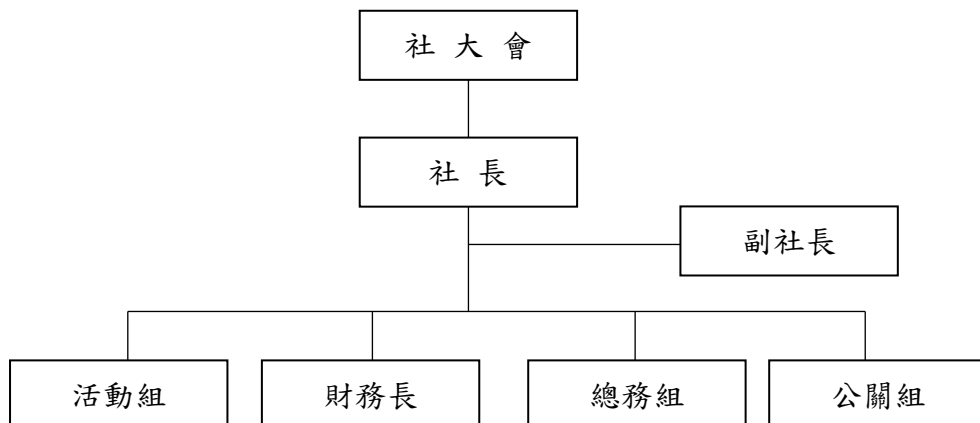 社 大 會
社 長
副社長
活動組
財務長
總務組
公關組